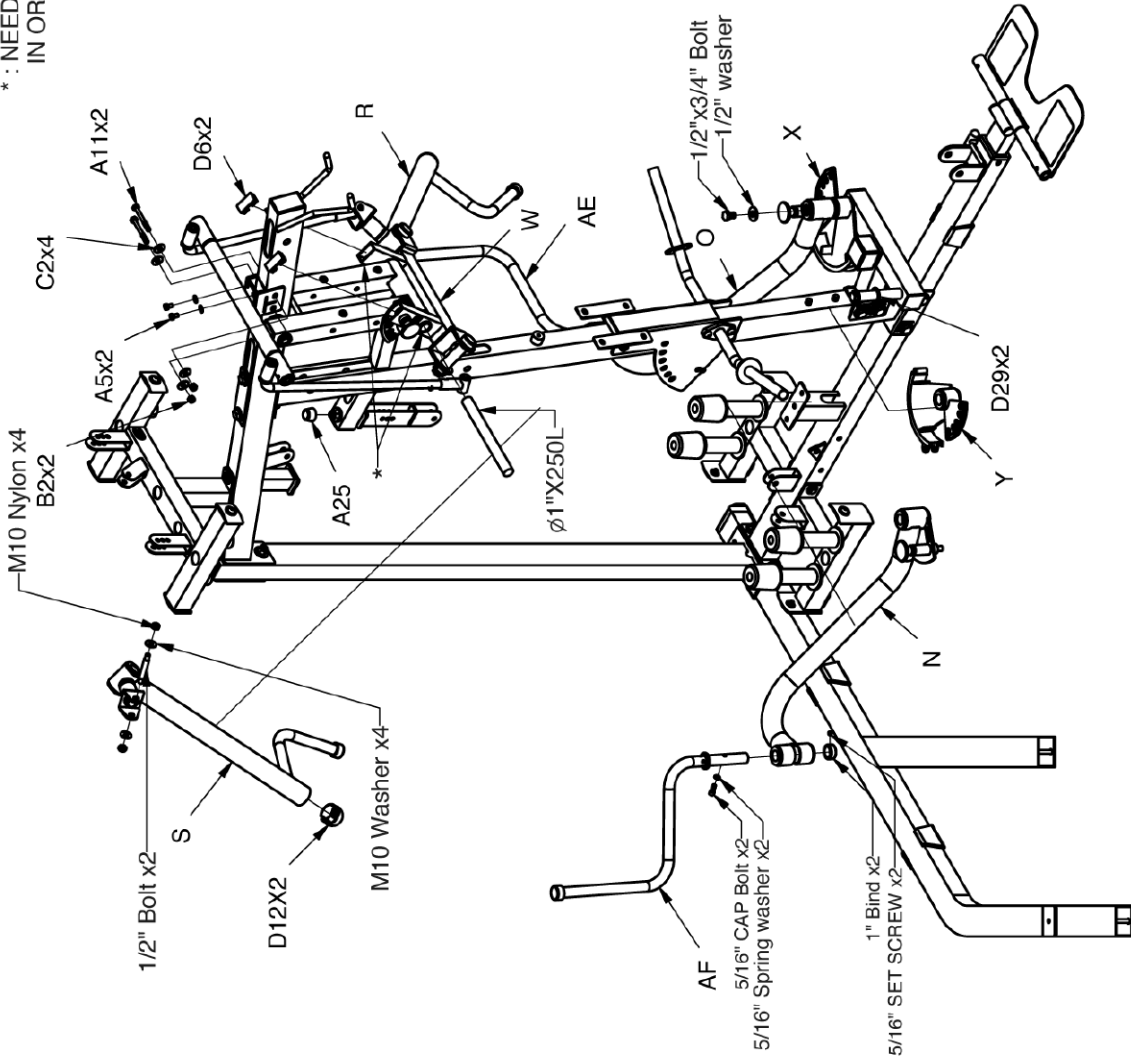 * : NEED
IN OR
A11x2
D6x2
R
C2x4
A5x2
W
AE
1/2"x3/4" Bolt
1/2" washer
X
M10 Nylon x4
B2x2
A25
*
ø1"X250L
D29x2
Y
S
1/2" Bolt x2
D12X2
M10 Washer x4
N
AF
5/16" CAP Bolt x2
5/16" Spring washer x2
1" Bind x2
5/16" SET SCREW x2